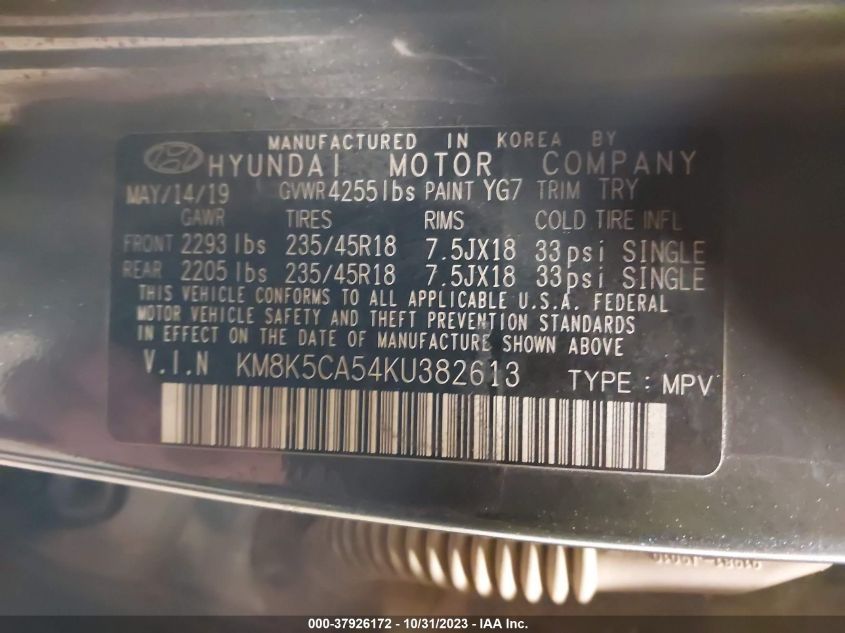 MANUFACTURED IN KOREA BY
HYUNDAI MOTOR COMPANY
MAY/14/19 GVWR 4255 lbs PAINT YG7 TRIM TRY
GAWR TIRES RIMS COLD TIRE INFL
FRONT 2293 lbs 235/45R18 7.5JX18 33psi SINGLE
REAR 2205 lbs 235/45R18 7.5JX18 33psi SINGLE
THIS VEHICLE CONFORMS TO ALL APPLICABLE U.S.A. FEDERAL
MOTOR VEHICLE SAFETY AND THEFT PREVENTION STANDARDS
IN EFFECT ON THE DATE OF MANUFACTURE SHOWN ABOVE
V.I.N KM8K5CA54KU382613 TYPE : MPV
000-37926172 - 10/31/2023 - IAA Inc.